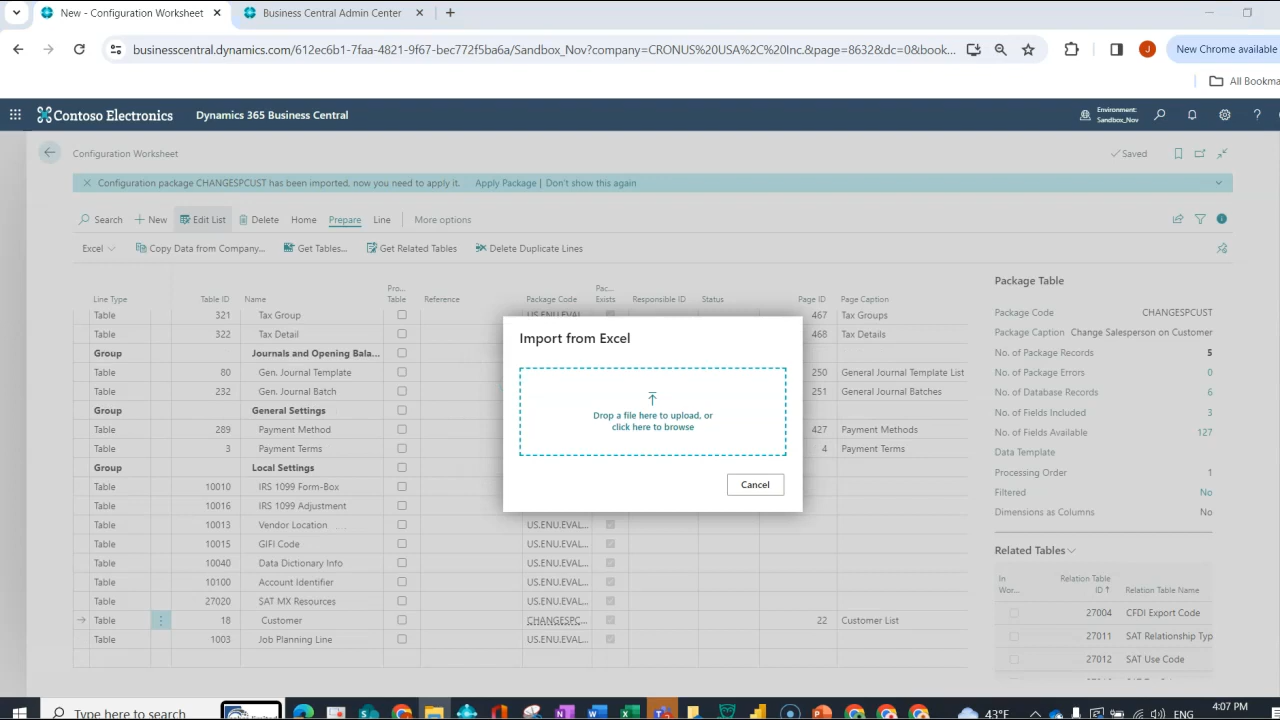 New - Configuration Worksheet
Business Central Admin Center
businesscentral.dynamics.com/612ec6b1-7faa-4821-9f67-bec772f5ba6a/Sandbox_Nov?company=CRONUS%20USA%2C%20Inc.&page=8632&dc=0&book...
J
New Chrome available
All Bookma
Contoso Electronics
Dynamics 365 Business Central
Environment:
Sandbox_Nov
?
Configuration Worksheet
Saved
Configuration package CHANGESPCUST has been imported, now you need to apply it. Apply Package | Don't show this again
Search
New
Edit List
Delete
Home
Prepare
Line
More options
Excel
Copy Data from Company...
Get Tables...
Get Related Tables
Delete Duplicate Lines
Line Type Table ID Name Pro... Table Reference Package Code Pac... Exists Responsible ID Status Page ID Page Caption
Table 321 Tax Group 467 Tax Groups
Table 322 Tax Detail 468 Tax Details
Group Journals and Opening Bala...
Table 80 Gen. Journal Template 250 General Journal Template List
Table 232 Gen. Journal Batch 251 General Journal Batches
Group General Settings
Table 289 Payment Method 427 Payment Methods
Table 3 Payment Terms 4 Payment Terms
Group Local Settings
Table 10010 IRS 1099 Form-Box
Table 10016 IRS 1099 Adjustment
Table 10013 Vendor Location US.ENU.EVAL...
Table 10015 GIFI Code US.ENU.EVAL...
Table 10040 Data Dictionary Info US.ENU.EVAL...
Table 10100 Account Identifier US.ENU.EVAL...
Table 27020 SAT MX Resources US.ENU.EVAL...
Table 18 Customer CHANGESPC... 22 Customer List
Table 1003 Job Planning Line US.ENU.EVAL...
Import from Excel
Drop a file here to upload, or
click here to browse
Cancel
Package Table
Package Code CHANGESPCUST
Package Caption Change Salesperson on Customer
No. of Package Records 5
No. of Package Errors 0
No. of Database Records 6
No. of Fields Included 3
No. of Fields Available 127
Data Template
Processing Order 1
Filtered No
Dimensions as Columns No
Related Tables
In Wor... Relation Table ID Relation Table Name
27004 CFDI Export Code
27011 SAT Relationship Typ
27012 SAT Use Code
Type here to search
43°F
ENG
4:07 PM